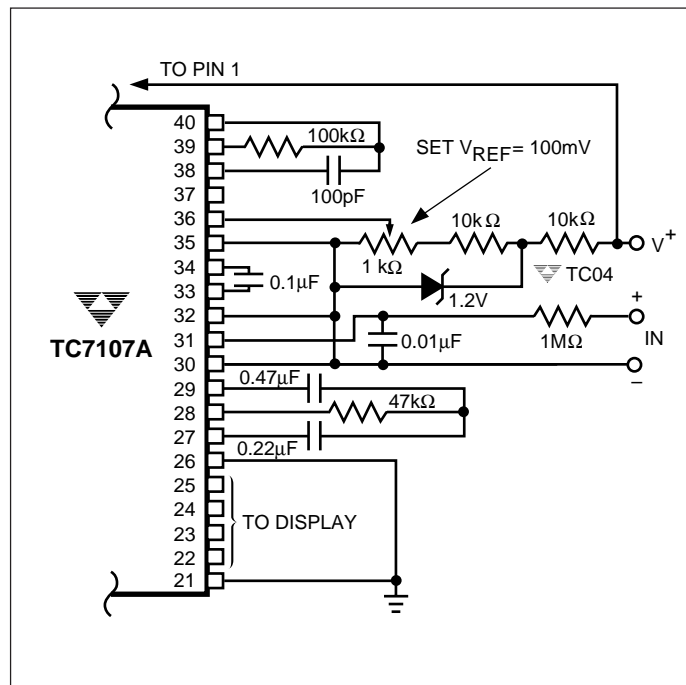 TO PIN 1
40
39
38
37
36
35
34
33
32
31
30
29
28
27
26
25
24
23
22
21
TC7107A
100kΩ
100pF
SET VREF = 100mV
1 kΩ
10kΩ
10kΩ
V+
TC04
1.2V
0.1µF
0.01µF
1MΩ
+
IN
–
0.47µF
47kΩ
0.22µF
TO DISPLAY